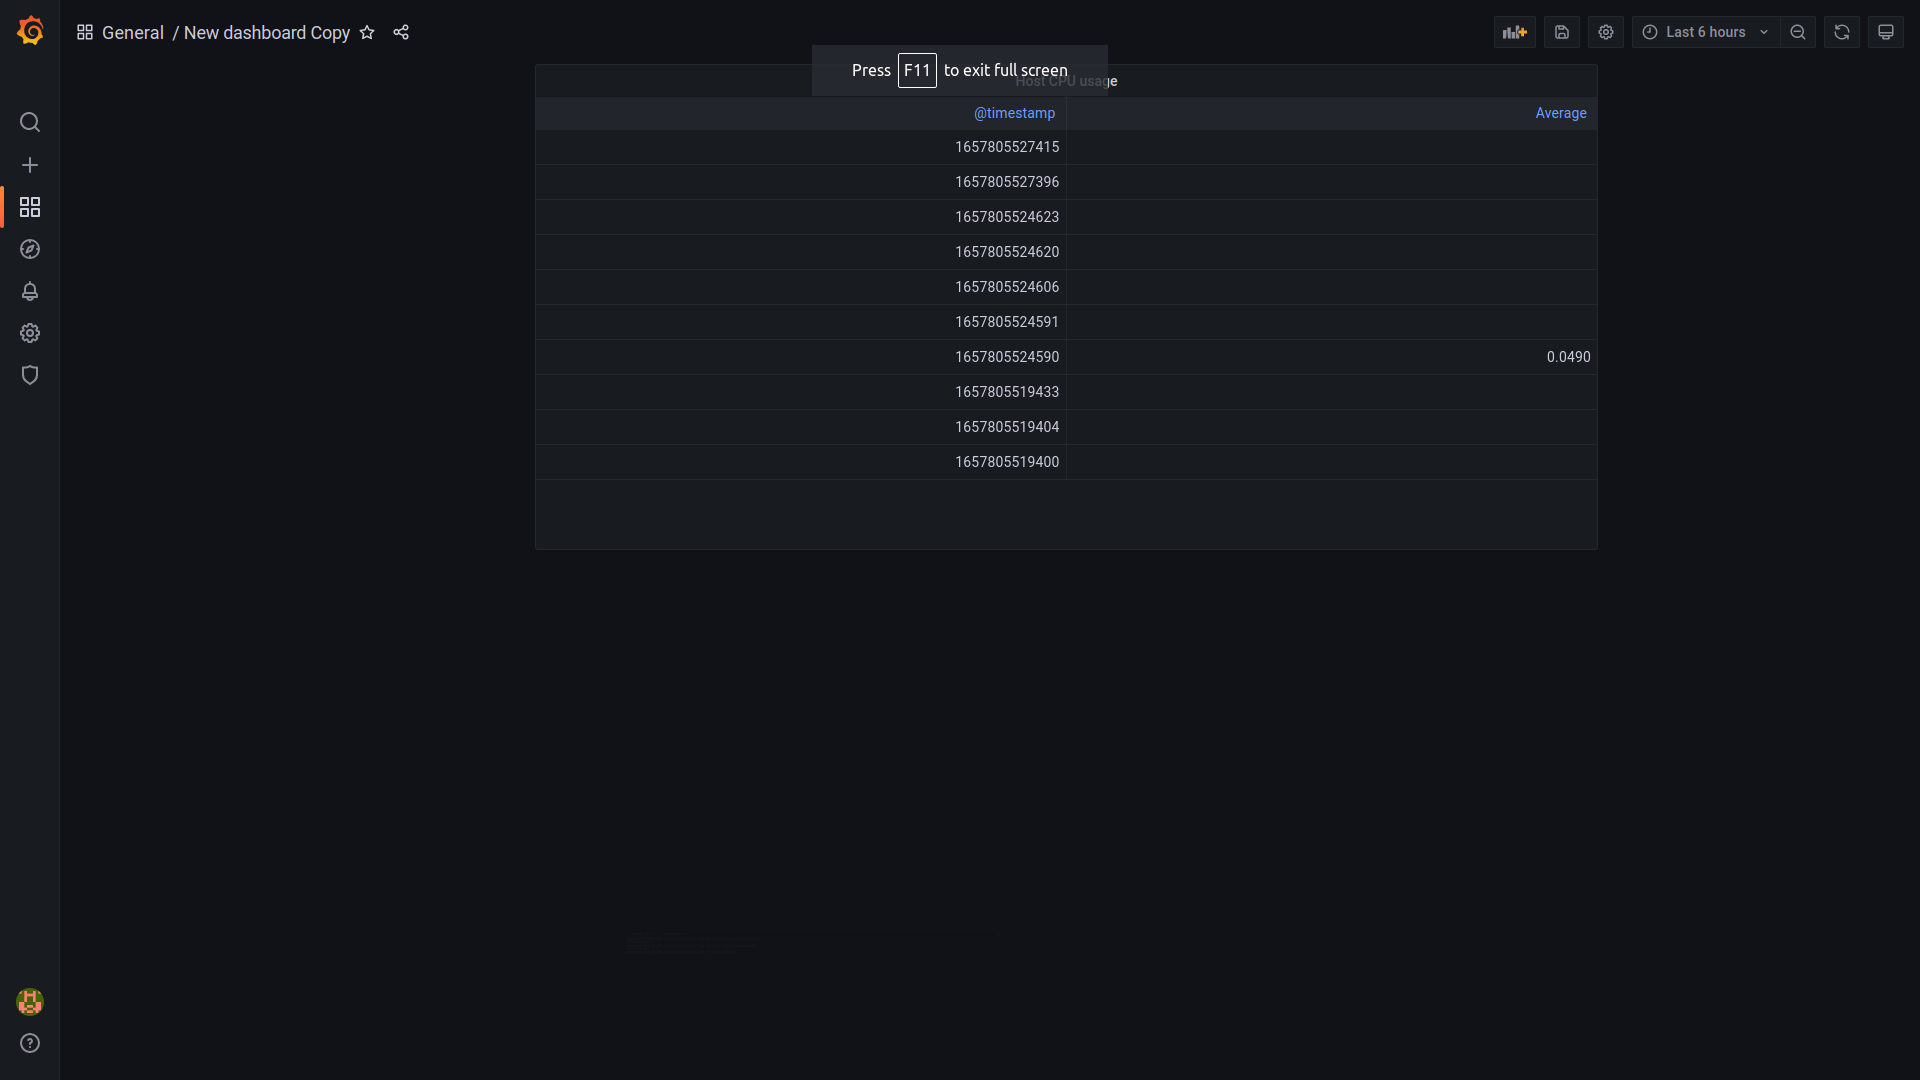 General / New dashboard Copy
Last 6 hours
Press F11 to exit full screen
Host CPU usage
@timestamp Average
1657805527415
1657805527396
1657805524623
1657805524620
1657805524606
1657805524591
1657805524590 0.0490
1657805519433
1657805519404
1657805519400